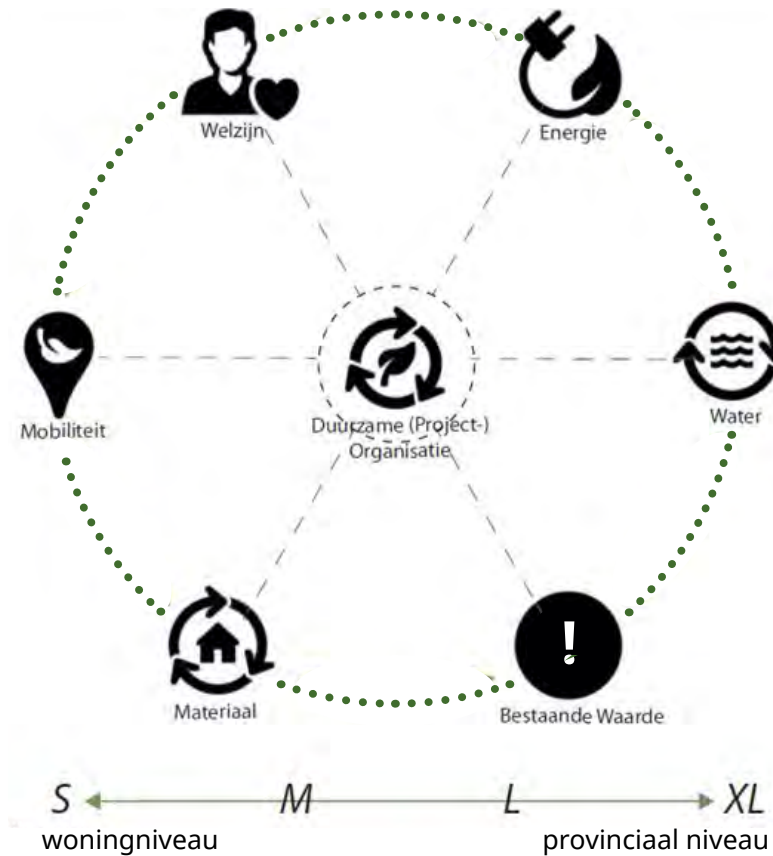 Welzijn
Energie
Mobiliteit
Duurzame (Project-)
Organisatie
Water
!
Materiaal
Bestaande Waarde
S M L XL
woningniveau provinciaal niveau